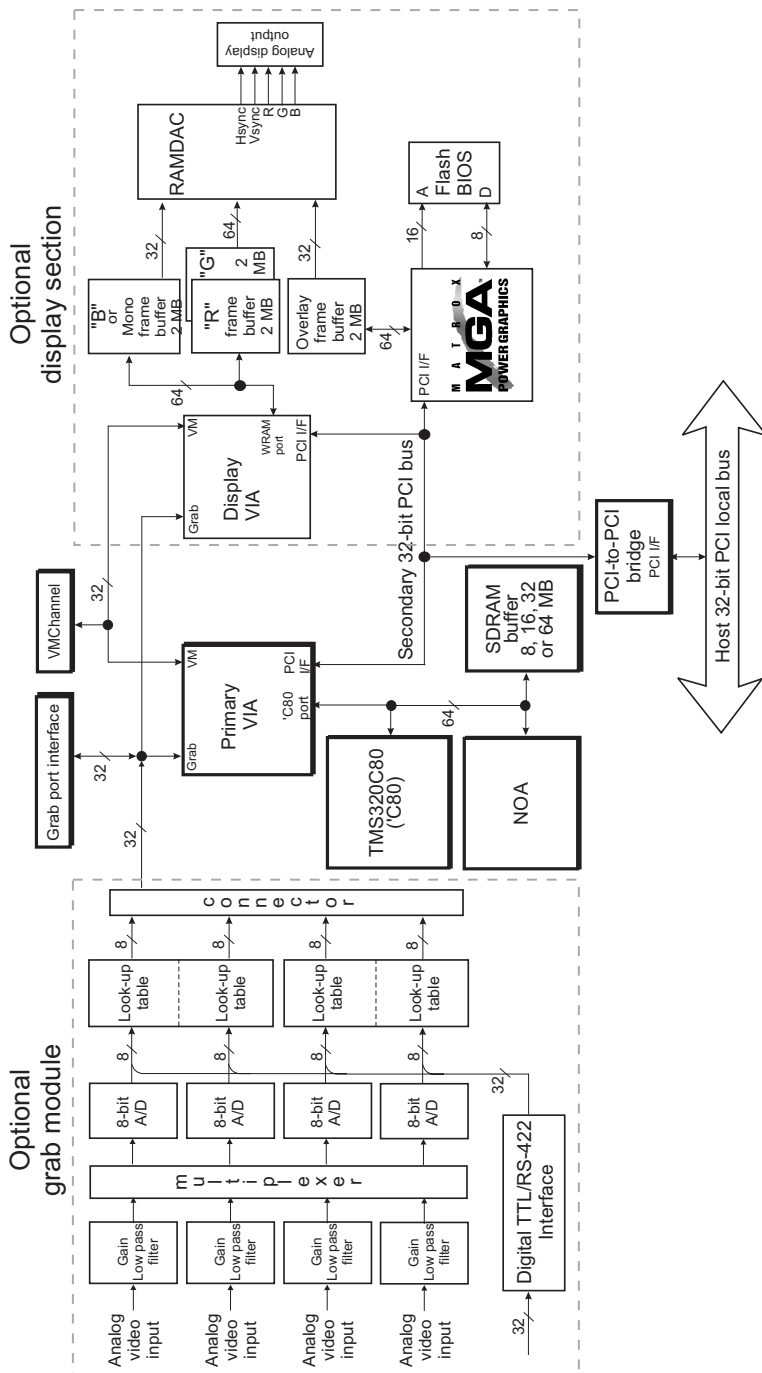 Optional
grab module
Analog
video
input
Analog
video
input
Analog
video
input
Analog
video
input
Gain
Low pass
filter
Gain
Low pass
filter
Gain
Low pass
filter
Gain
Low pass
filter
multiplexer
8-bit
A/D
8-bit
A/D
8-bit
A/D
8-bit
A/D
8
8
8
8
Look-up
table
Look-up
table
Look-up
table
Look-up
table
8
8
8
8
connector
32
Digital TTL/RS-422
Interface
32
32
Grab port interface
32
VMChannel
32
Grab
VM
Primary
VIA
'C80
port
PCI
I/F
TMS320C80
('C80)
64
NOA
SDRAM
buffer
8, 16, 32
or 64 MB
Secondary 32-bit PCI bus
PCI-to-PCI
bridge
PCI I/F
Host 32-bit PCI local bus
Optional
display section
Grab
VM
Display
VIA
WRAM
port
PCI I/F
64
"B"
or
Mono
frame
buffer
2 MB
"G"
2
MB
"R"
frame
buffer
2 MB
Overlay
frame
buffer
2 MB
32
64
32
64
RAMDAC
Hsync
Vsync
R
G
B
Analog display
output
PCI I/F
MATROX
MGA™
POWER GRAPHICS
16
8
A
Flash
BIOS
D